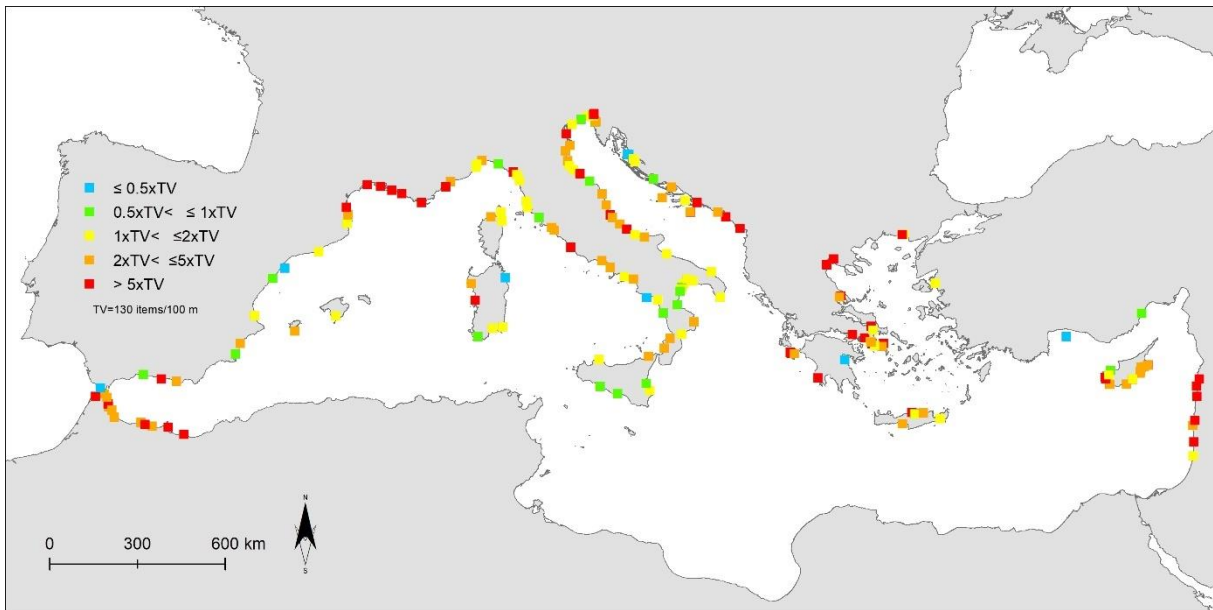 ≤ 0.5xTV
0.5xTV< ≤ 1xTV
1xTV< ≤2xTV
2xTV< ≤5xTV
> 5xTV
TV=130 items/100 m
N
S
0 300 600 km